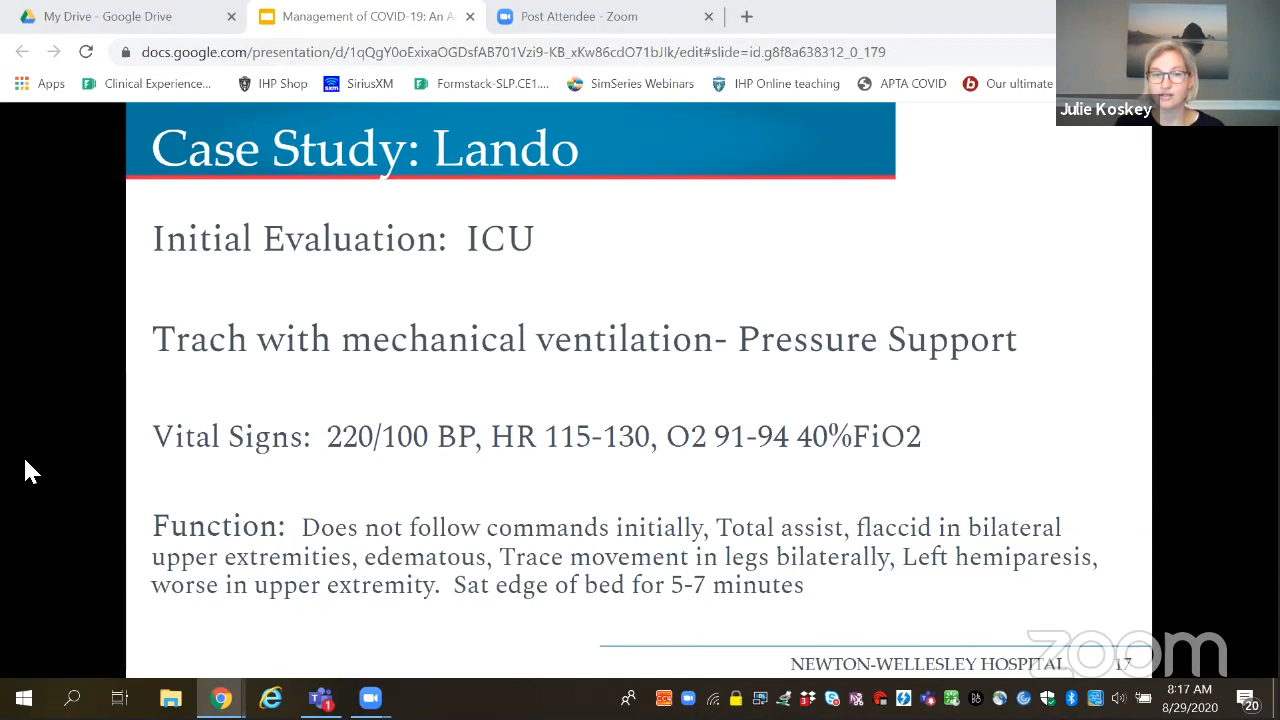 My Drive - Google Drive
Management of COVID-19: An A
Post Attendee - Zoom
docs.google.com/presentation/d/1qQgY0oExixaOGDsfAB701Vzi9-KB_xKw86cdO71bJIk/edit#slide=id.g8f8a638312_0_179
Apps
Clinical Experience...
IHP Shop
SiriusXM
Formstack-SLP.CE1....
SimSeries Webinars
IHP Online teaching
APTA COVID
Our ultimate
Julie Koskey
Case Study: Lando
Initial Evaluation: ICU
Trach with mechanical ventilation- Pressure Support
Vital Signs: 220/100 BP, HR 115-130, O2 91-94 40%FiO2
Function: Does not follow commands initially, Total assist, flaccid in bilateral
upper extremities, edematous, Trace movement in legs bilaterally, Left hemiparesis,
worse in upper extremity. Sat edge of bed for 5-7 minutes
NEWTON-WELLESLEY HOSPITAL 17
zoom
8:17 AM
8/29/2020
20